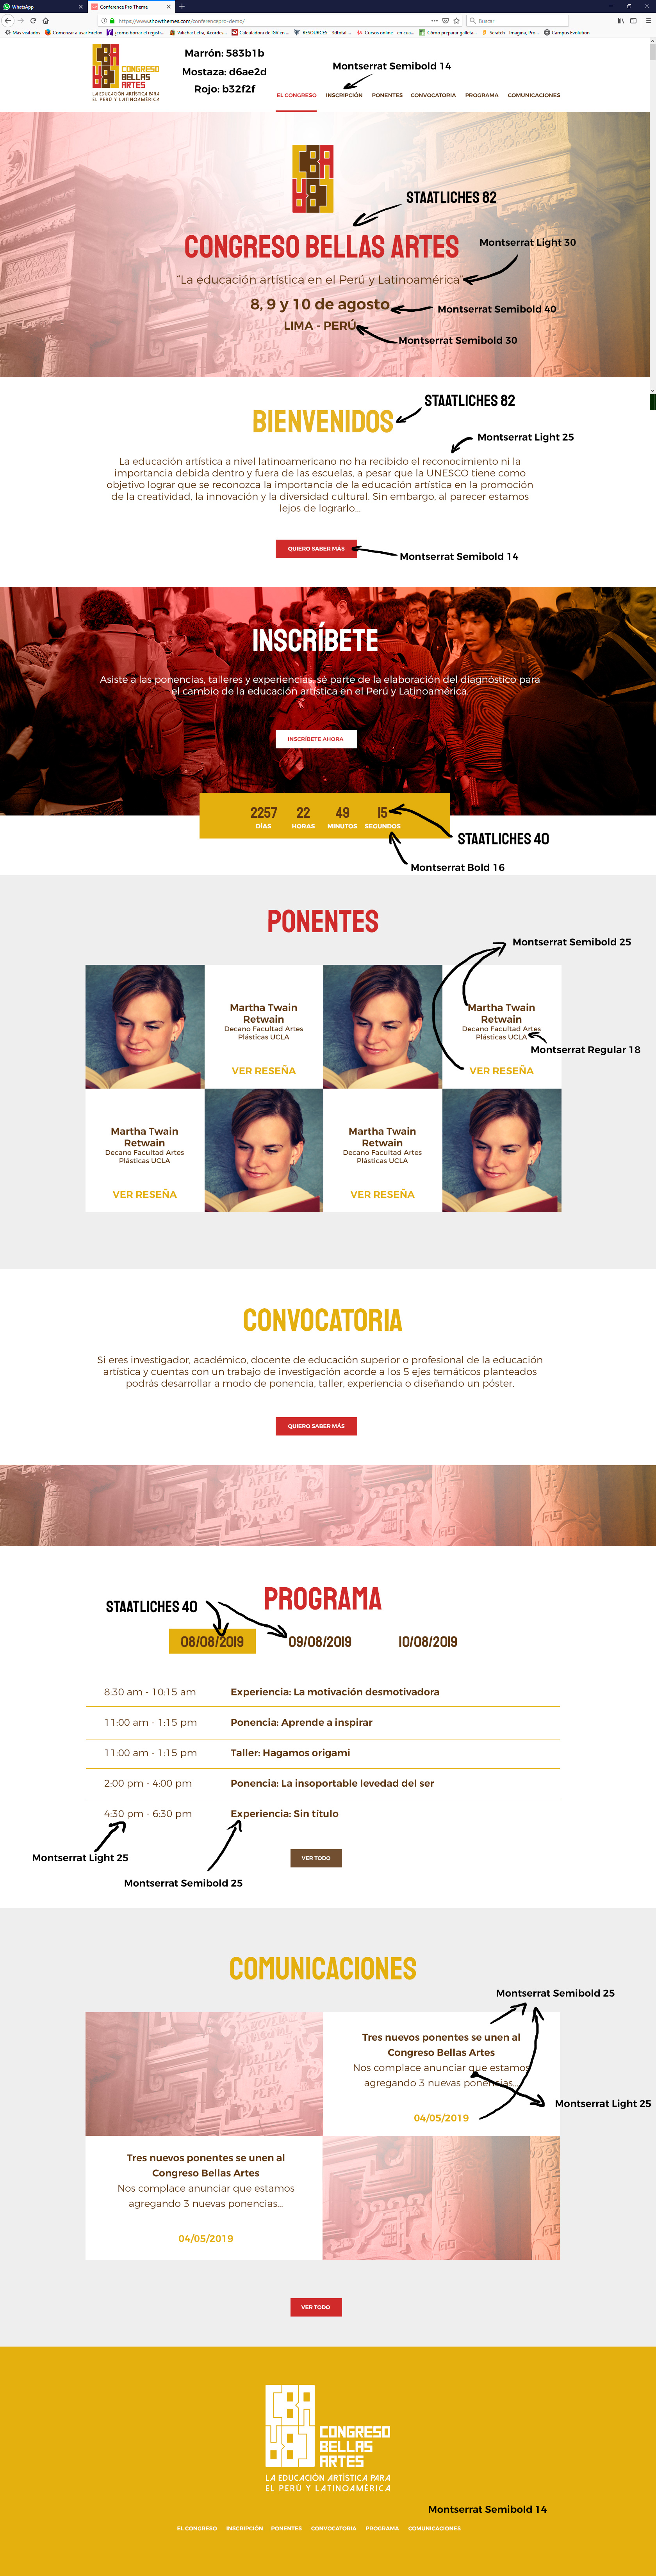 WhatsApp
Conference Pro Theme
https://www.showthemes.com/conferencepro-demo/
Buscar
Más visitados
Comenzar a usar Firefox
¿como borrar el registr...
Valicha: Letra, Acordes...
Calculadora de IGV en ...
RESOURCES – 3dtotal ...
Cursos online - en cua...
Cómo preparar galleta...
Scratch - Imagina, Pro...
Campus Evolution
CONGRESO
BELLAS
ARTES
LA EDUCACIÓN ARTÍSTICA PARA
EL PERÚ Y LATINOAMÉRICA
Marrón: 583b1b
Mostaza: d6ae2d
Rojo: b32f2f
Montserrat Semibold 14
EL CONGRESO
INSCRIPCIÓN
PONENTES
CONVOCATORIA
PROGRAMA
COMUNICACIONES
STAATLICHES 82
CONGRESO BELLAS ARTES
Montserrat Light 30
"La educación artística en el Perú y Latinoamérica"
8, 9 y 10 de agosto
Montserrat Semibold 40
LIMA - PERÚ
Montserrat Semibold 30
STAATLICHES 82
BIENVENIDOS
Montserrat Light 25
La educación artística a nivel latinoamericano no ha recibido el reconocimiento ni la
importancia debida dentro y fuera de las escuelas, a pesar que la UNESCO tiene como
objetivo lograr que se reconozca la importancia de la educación artística en la promoción
de la creatividad, la innovación y la diversidad cultural. Sin embargo, al parecer estamos
lejos de lograrlo...
QUIERO SABER MÁS
Montserrat Semibold 14
INSCRÍBETE
Asiste a las ponencias, talleres y experiencias, sé parte de la elaboración del diagnóstico para
el cambio de la educación artística en el Perú y Latinoamérica.
INSCRÍBETE AHORA
2257 22 49 15
DÍAS HORAS MINUTOS SEGUNDOS
STAATLICHES 40
Montserrat Bold 16
PONENTES
Montserrat Semibold 25
Martha Twain
Retwain
Decano Facultad Artes
Plásticas UCLA
VER RESEÑA
Martha Twain
Retwain
Decano Facultad Artes
Plásticas UCLA
Montserrat Regular 18
VER RESEÑA
Martha Twain
Retwain
Decano Facultad Artes
Plásticas UCLA
VER RESEÑA
Martha Twain
Retwain
Decano Facultad Artes
Plásticas UCLA
VER RESEÑA
CONVOCATORIA
Si eres investigador, académico, docente de educación superior o profesional de la educación
artística y cuentas con un trabajo de investigación acorde a los 5 ejes temáticos planteados
podrás desarrollar a modo de ponencia, taller, experiencia o diseñando un póster.
QUIERO SABER MÁS
PROGRAMA
STAATLICHES 40
08/08/2019 09/08/2019 10/08/2019
8:30 am - 10:15 am Experiencia: La motivación desmotivadora
11:00 am - 1:15 pm Ponencia: Aprende a inspirar
11:00 am - 1:15 pm Taller: Hagamos origami
2:00 pm - 4:00 pm Ponencia: La insoportable levedad del ser
4:30 pm - 6:30 pm Experiencia: Sin título
Montserrat Light 25
VER TODO
Montserrat Semibold 25
COMUNICACIONES
Montserrat Semibold 25
Tres nuevos ponentes se unen al
Congreso Bellas Artes
Nos complace anunciar que estamos
agregando 3 nuevas ponencias...
Montserrat Light 25
04/05/2019
Tres nuevos ponentes se unen al
Congreso Bellas Artes
Nos complace anunciar que estamos
agregando 3 nuevas ponencias...
04/05/2019
VER TODO
CONGRESO
BELLAS
ARTES
LA EDUCACIÓN ARTÍSTICA PARA
EL PERÚ Y LATINOAMÉRICA
Montserrat Semibold 14
EL CONGRESO
INSCRIPCIÓN
PONENTES
CONVOCATORIA
PROGRAMA
COMUNICACIONES